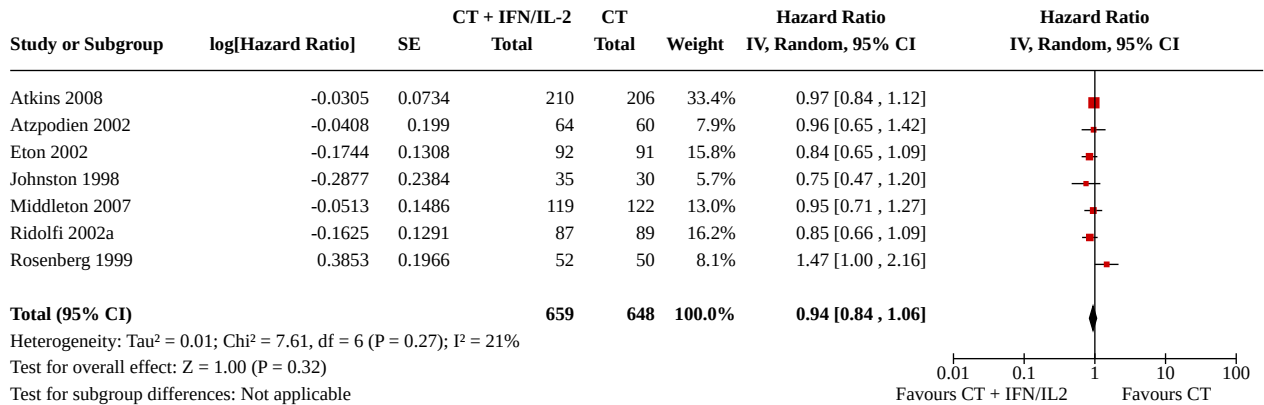 CT + IFN/IL-2 CT Hazard Ratio Hazard Ratio
Study or Subgroup log[Hazard Ratio] SE Total Total Weight IV, Random, 95% CI IV, Random, 95% CI
Atkins 2008 -0.0305 0.0734 210 206 33.4% 0.97 [0.84 , 1.12]
Atzpodien 2002 -0.0408 0.199 64 60 7.9% 0.96 [0.65 , 1.42]
Eton 2002 -0.1744 0.1308 92 91 15.8% 0.84 [0.65 , 1.09]
Johnston 1998 -0.2877 0.2384 35 30 5.7% 0.75 [0.47 , 1.20]
Middleton 2007 -0.0513 0.1486 119 122 13.0% 0.95 [0.71 , 1.27]
Ridolfi 2002a -0.1625 0.1291 87 89 16.2% 0.85 [0.66 , 1.09]
Rosenberg 1999 0.3853 0.1966 52 50 8.1% 1.47 [1.00 , 2.16]
Total (95% CI) 659 648 100.0% 0.94 [0.84 , 1.06]
Heterogeneity: Tau² = 0.01; Chi² = 7.61, df = 6 (P = 0.27); I² = 21%
Test for overall effect: Z = 1.00 (P = 0.32)
Test for subgroup differences: Not applicable
0.01 0.1 1 10 100
Favours CT + IFN/IL2 Favours CT